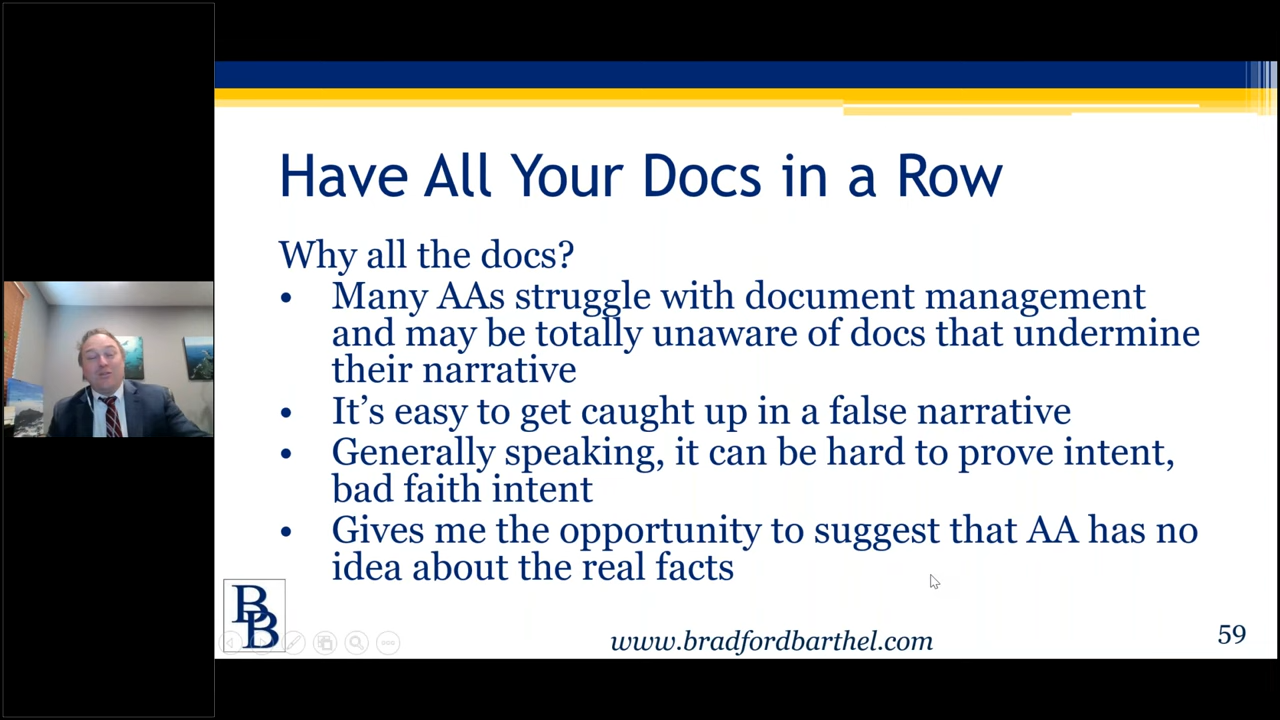 Have All Your Docs in a Row
Why all the docs?
• Many AAs struggle with document management
and may be totally unaware of docs that undermine
their narrative
• It’s easy to get caught up in a false narrative
• Generally speaking, it can be hard to prove intent,
bad faith intent
• Gives me the opportunity to suggest that AA has no
idea about the real facts
BB
www.bradfordbarthel.com
59